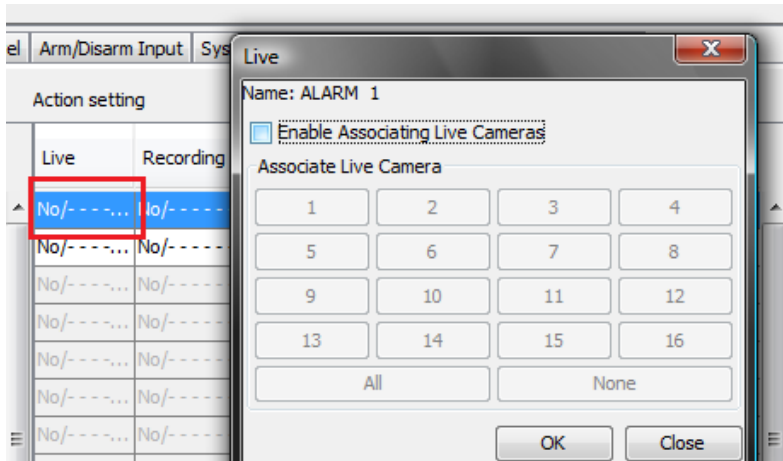 el Arm/Disarm Input Sys
Live
Name: ALARM 1
Action setting
Enable Associating Live Cameras
Live Recording
Associate Live Camera
No/- - - -... No/- - - - -
1 2 3 4
No/- - - -... No/- - - - -
5 6 7 8
No/- - - -... No/- - - - -
9 10 11 12
No/- - - -... No/- - - - -
13 14 15 16
No/- - - -... No/- - - - -
All None
No/- - - -... No/- - - - -
No/- - - -... No/- - - - -
OK Close